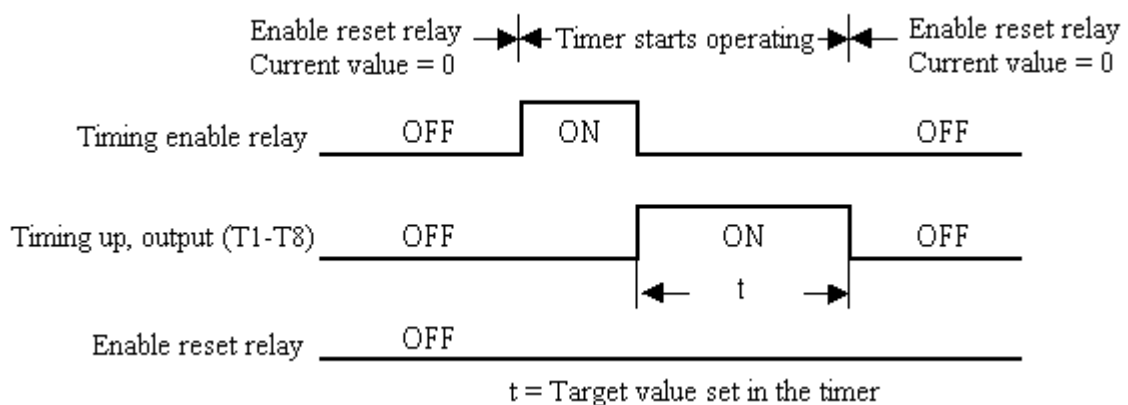 Enable reset relay
Current value = 0
Timer starts operating
Enable reset relay
Current value = 0
Timing enable relay
OFF
ON
OFF
Timing up, output (T1-T8)
OFF
ON
OFF
t
Enable reset relay
OFF
t = Target value set in the timer